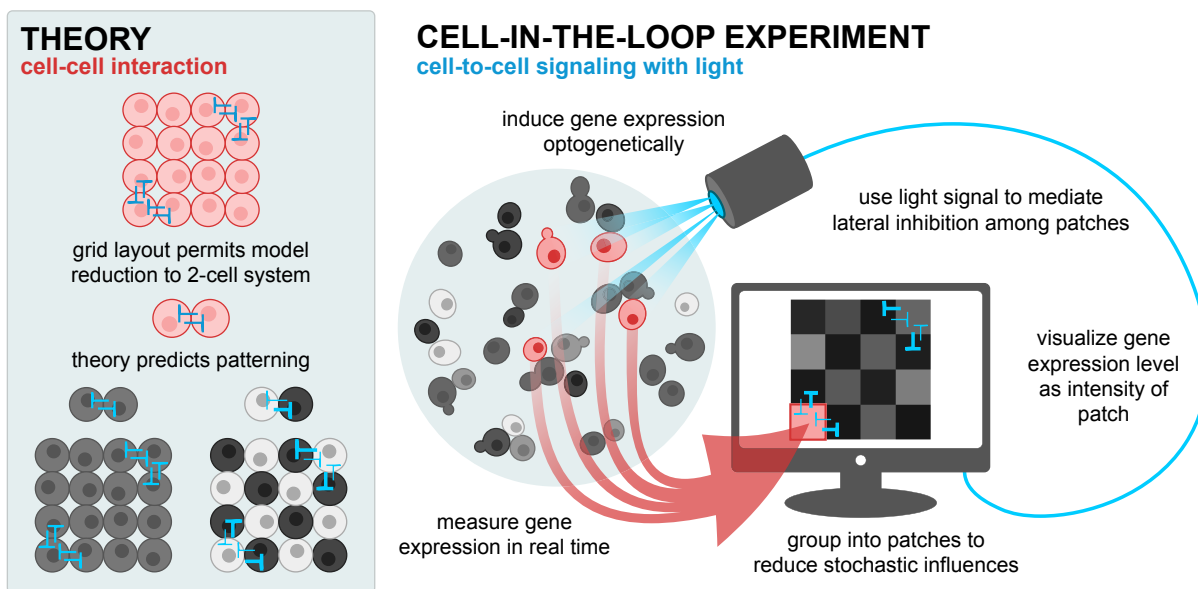 THEORY
cell-cell interaction
grid layout permits model
reduction to 2-cell system
theory predicts patterning
CELL-IN-THE-LOOP EXPERIMENT
cell-to-cell signaling with light
induce gene expression
optogenetically
use light signal to mediate
lateral inhibition among patches
visualize gene
expression level
as intensity of
patch
measure gene
expression in real time
group into patches to
reduce stochastic influences